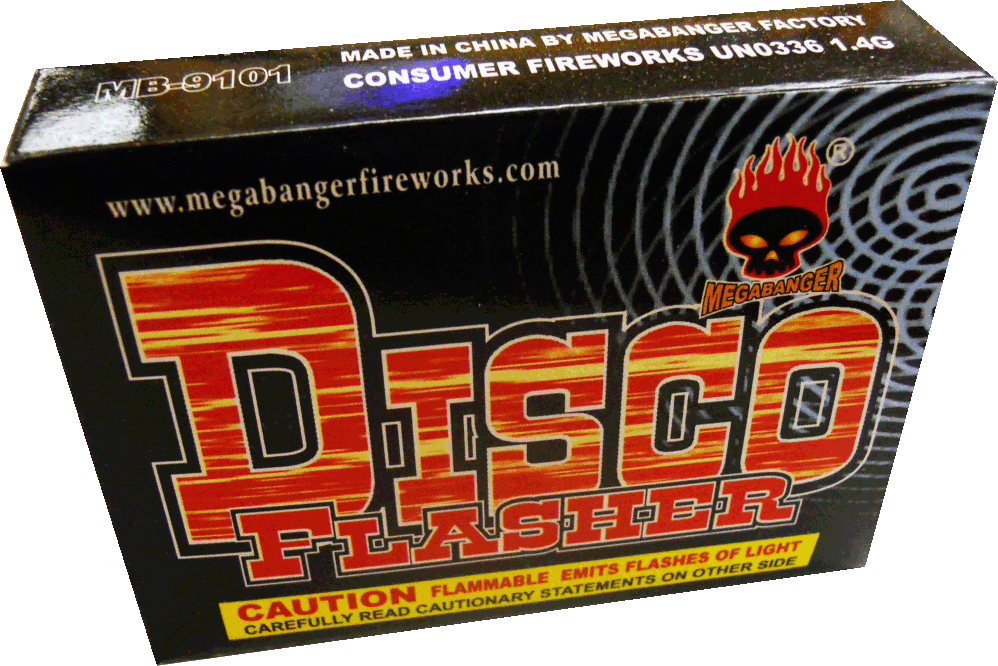 MB-9101
MADE IN CHINA BY MEGABANGER FACTORY
CONSUMER FIREWORKS UN0336 1.4G
www.megabangerfireworks.com
®
MEGABANGER
DISCO
FLASHER
CAUTION FLAMMABLE EMITS FLASHES OF LIGHT
CAREFULLY READ CAUTIONARY STATEMENTS ON OTHER SIDE